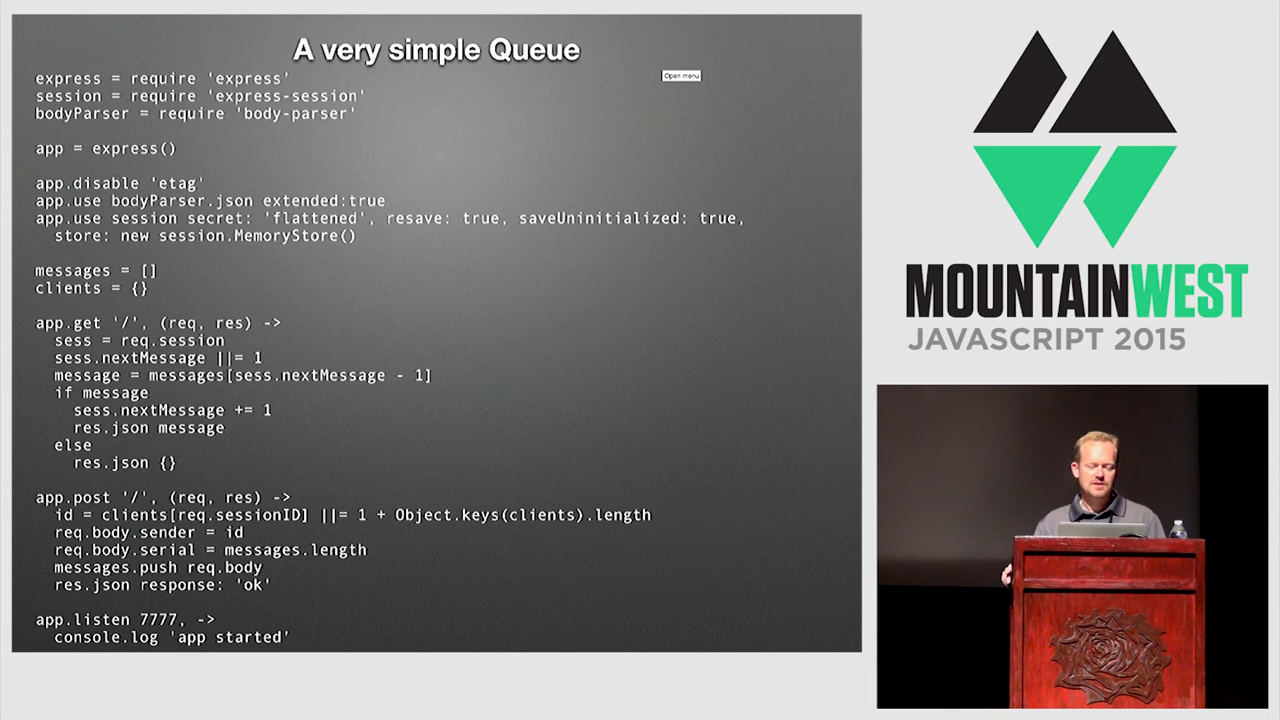 A very simple Queue
Open menu
express = require 'express'
session = require 'express-session'
bodyParser = require 'body-parser'
app = express()
app.disable 'etag'
app.use bodyParser.json extended:true
app.use session secret: 'flattened', resave: true, saveUninitialized: true,
store: new session.MemoryStore()
messages = []
clients = {}
app.get '/', (req, res) ->
sess = req.session
sess.nextMessage ||= 1
message = messages[sess.nextMessage - 1]
if message
sess.nextMessage += 1
res.json message
else
res.json {}
app.post '/', (req, res) ->
id = clients[req.sessionID] ||= 1 + Object.keys(clients).length
req.body.sender = id
req.body.serial = messages.length
messages.push req.body
res.json response: 'ok'
app.listen 7777, ->
console.log 'app started'
MOUNTAINWEST
JAVASCRIPT 2015